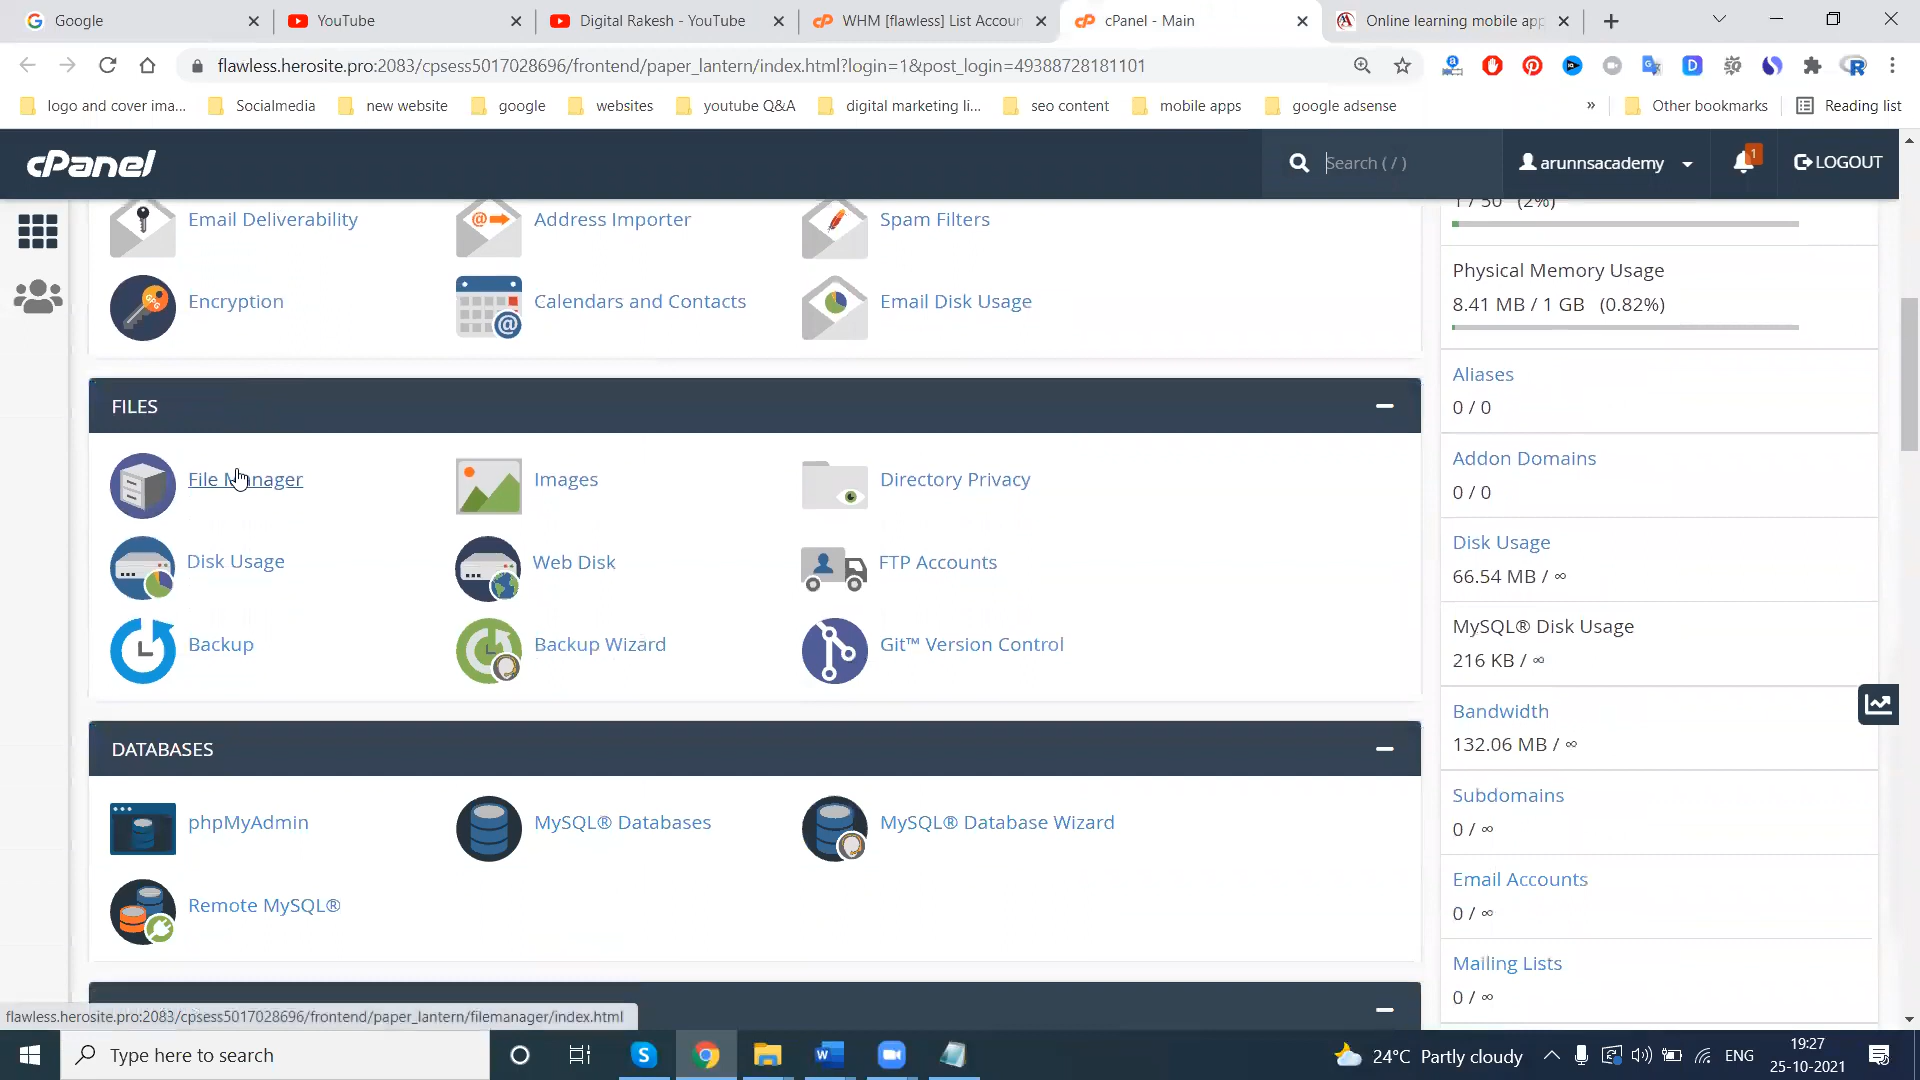 Google
YouTube
Digital Rakesh - YouTube
WHM [flawless] List Accoun
cPanel - Main
Online learning mobile app
flawless.herosite.pro:2083/cpsess5017028696/frontend/paper_lantern/index.html?login=1&post_login=49388728181101
logo and cover ima...
Socialmedia
new website
google
websites
youtube Q&A
digital marketing li...
seo content
mobile apps
google adsense
»
Other bookmarks
Reading list
cPanel
Search ( / )
arunnsacademy
1
LOGOUT
Email Deliverability
Address Importer
Spam Filters
Encryption
Calendars and Contacts
Email Disk Usage
FILES
File Manager
Images
Directory Privacy
Disk Usage
Web Disk
FTP Accounts
Backup
Backup Wizard
Git™ Version Control
DATABASES
phpMyAdmin
MySQL® Databases
MySQL® Database Wizard
Remote MySQL®
1 / 50 (2%)
Physical Memory Usage
8.41 MB / 1 GB (0.82%)
Aliases
0 / 0
Addon Domains
0 / 0
Disk Usage
66.54 MB / ∞
MySQL® Disk Usage
216 KB / ∞
Bandwidth
132.06 MB / ∞
Subdomains
0 / ∞
Email Accounts
0 / ∞
Mailing Lists
0 / ∞
flawless.herosite.pro:2083/cpsess5017028696/frontend/paper_lantern/filemanager/index.html
Type here to search
24°C Partly cloudy
ENG
19:27
25-10-2021